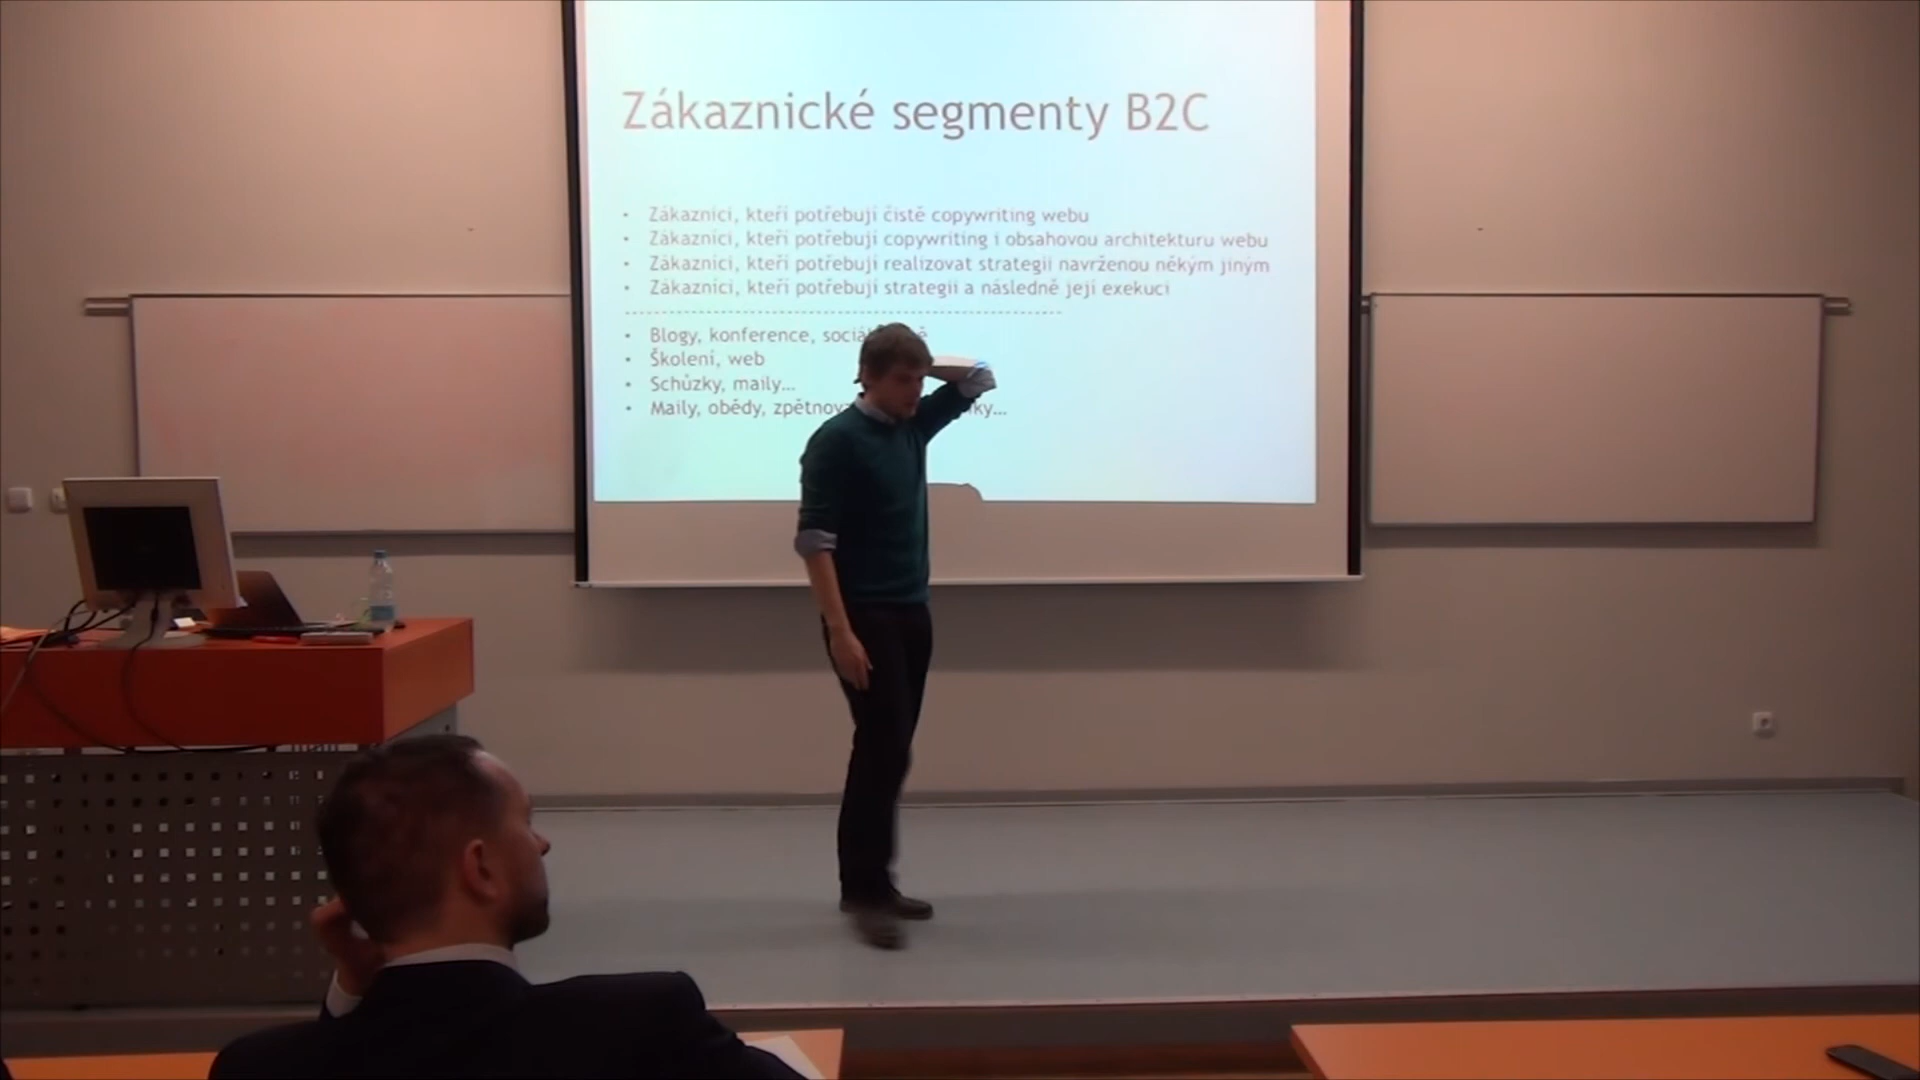 Zákaznické segmenty B2C
• Zákazníci, kteří potřebují čistě copywriting webu
• Zákazníci, kteří potřebují copywriting i obsahovou architekturu webu
• Zákazníci, kteří potřebují realizovat strategii navrženou někým jiným
• Zákazníci, kteří potřebují strategii a následně její exekuci
• Blogy, konference,
• Školení, web
• Schůzky, maily...
• Maily, obědy,